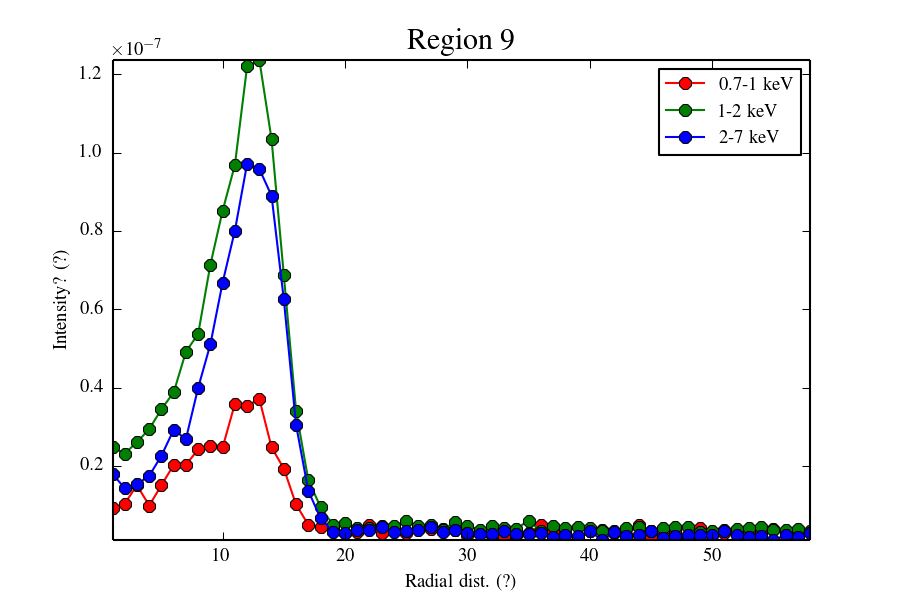 Region 9
×10⁻⁷
1.2
1.0
0.8
0.6
0.4
0.2
Intensity? (?)
0.7-1 keV
1-2 keV
2-7 keV
10
20
30
40
50
Radial dist. (?)